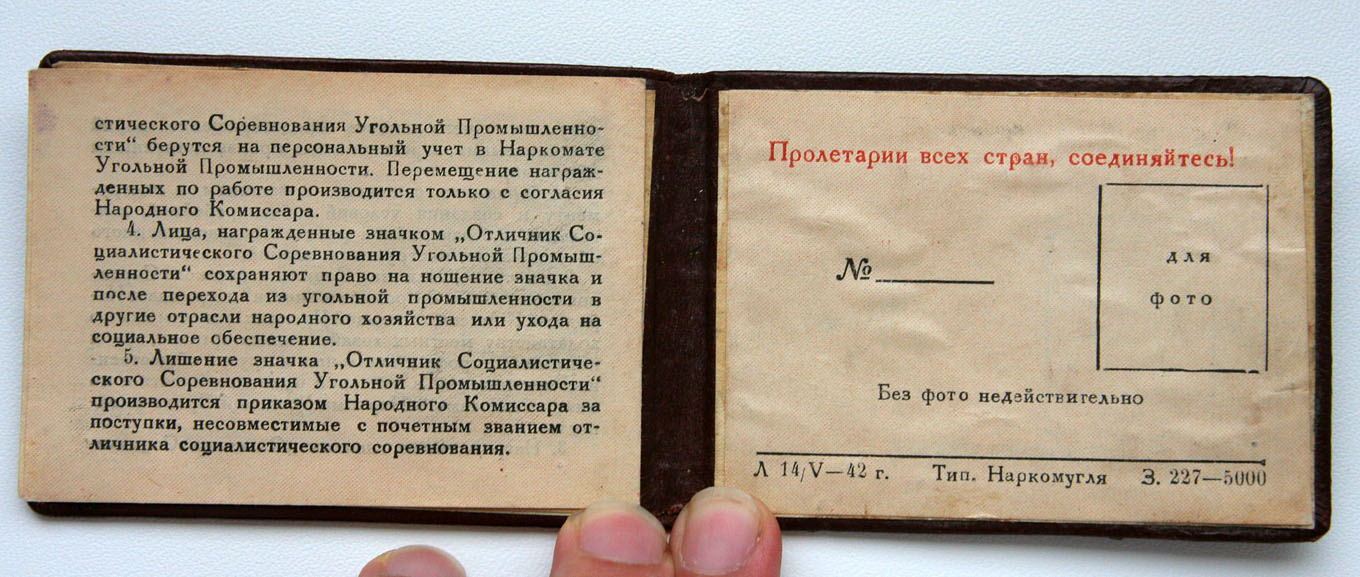 стического Соревнования Угольной Промышленно-
сти“ берутся на персональный учет в Наркомате
Угольной Промышленности. Перемещение награж-
денных по работе производится только с согласия
Народного Комиссара.
4. Лица, награжденные значком „Отличник Со-
циалистического Соревнования Угольной Промыш-
ленности“ сохраняют право на ношение значка и
после перехода из угольной промышленности в
другие отрасли народного хозяйства или ухода на
социальное обеспечение.
5. Лишение значка „Отличник Социалистиче-
ского Соревнования Угольной Промышленности“
производится приказом Народного Комиссара за
поступки, несовместимые с почетным званием от-
личника социалистического соревнования.
Пролетарии всех стран, соединяйтесь!
№
для
фото
Без фото недействительно
Л 14/V—42 г. Тип. Наркомугля З. 227—5000